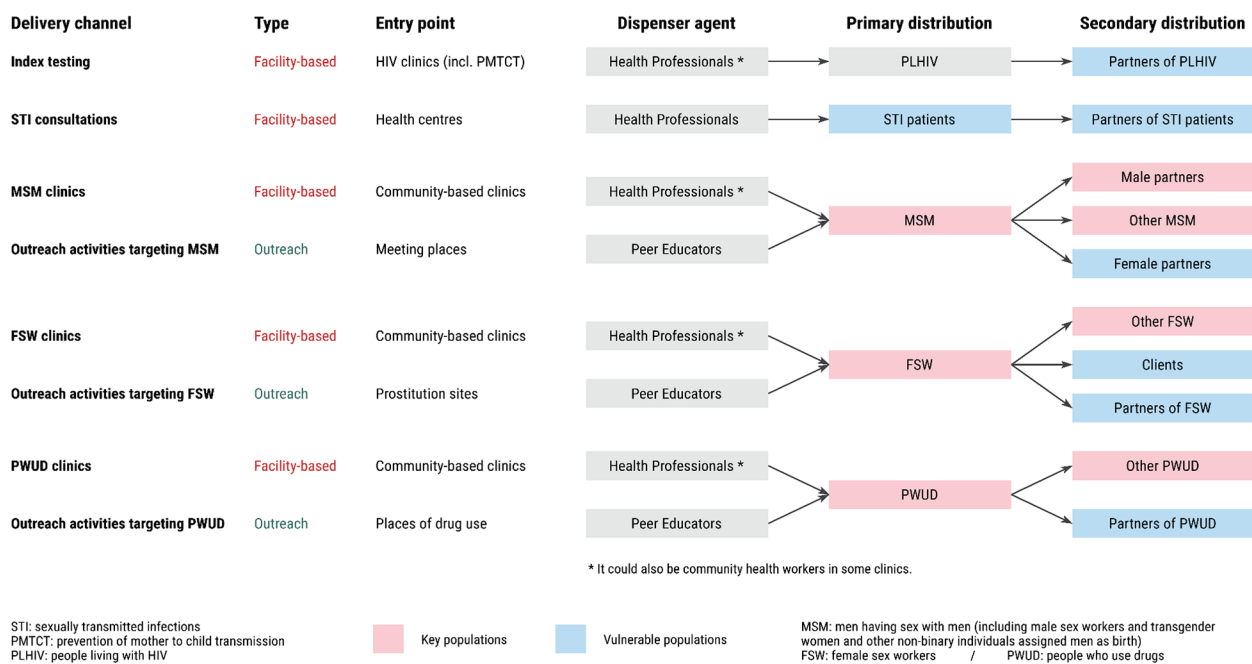 Delivery channel Type Entry point Dispenser agent Primary distribution Secondary distribution
Index testing Facility-based HIV clinics (incl. PMTCT) Health Professionals * PLHIV Partners of PLHIV
STI consultations Facility-based Health centres Health Professionals STI patients Partners of STI patients
Male partners
MSM clinics Facility-based Community-based clinics Health Professionals *
MSM Other MSM
Outreach activities targeting MSM Outreach Meeting places Peer Educators
Female partners
Other FSW
FSW clinics Facility-based Community-based clinics Health Professionals *
FSW Clients
Outreach activities targeting FSW Outreach Prostitution sites Peer Educators
Partners of FSW
PWUD clinics Facility-based Community-based clinics Health Professionals * Other PWUD
PWUD
Outreach activities targeting PWUD Outreach Places of drug use Peer Educators Partners of PWUD
* It could also be community health workers in some clinics.
STI: sexually transmitted infections
PMTCT: prevention of mother to child transmission
PLHIV: people living with HIV
Key populations
Vulnerable populations
MSM: men having sex with men (including male sex workers and transgender
women and other non-binary individuals assigned men as birth)
FSW: female sex workers / PWUD: people who use drugs